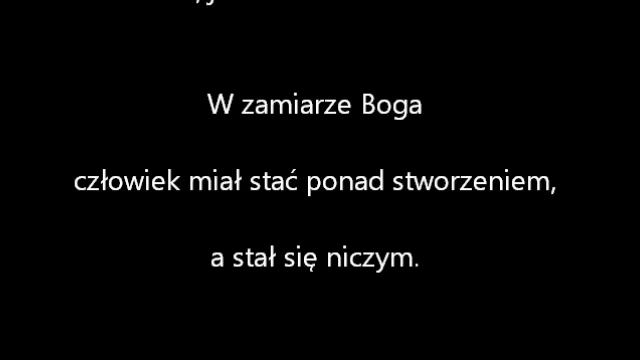 W zamiarze Boga
człowiek miał stać ponad stworzeniem,
a stał się niczym.